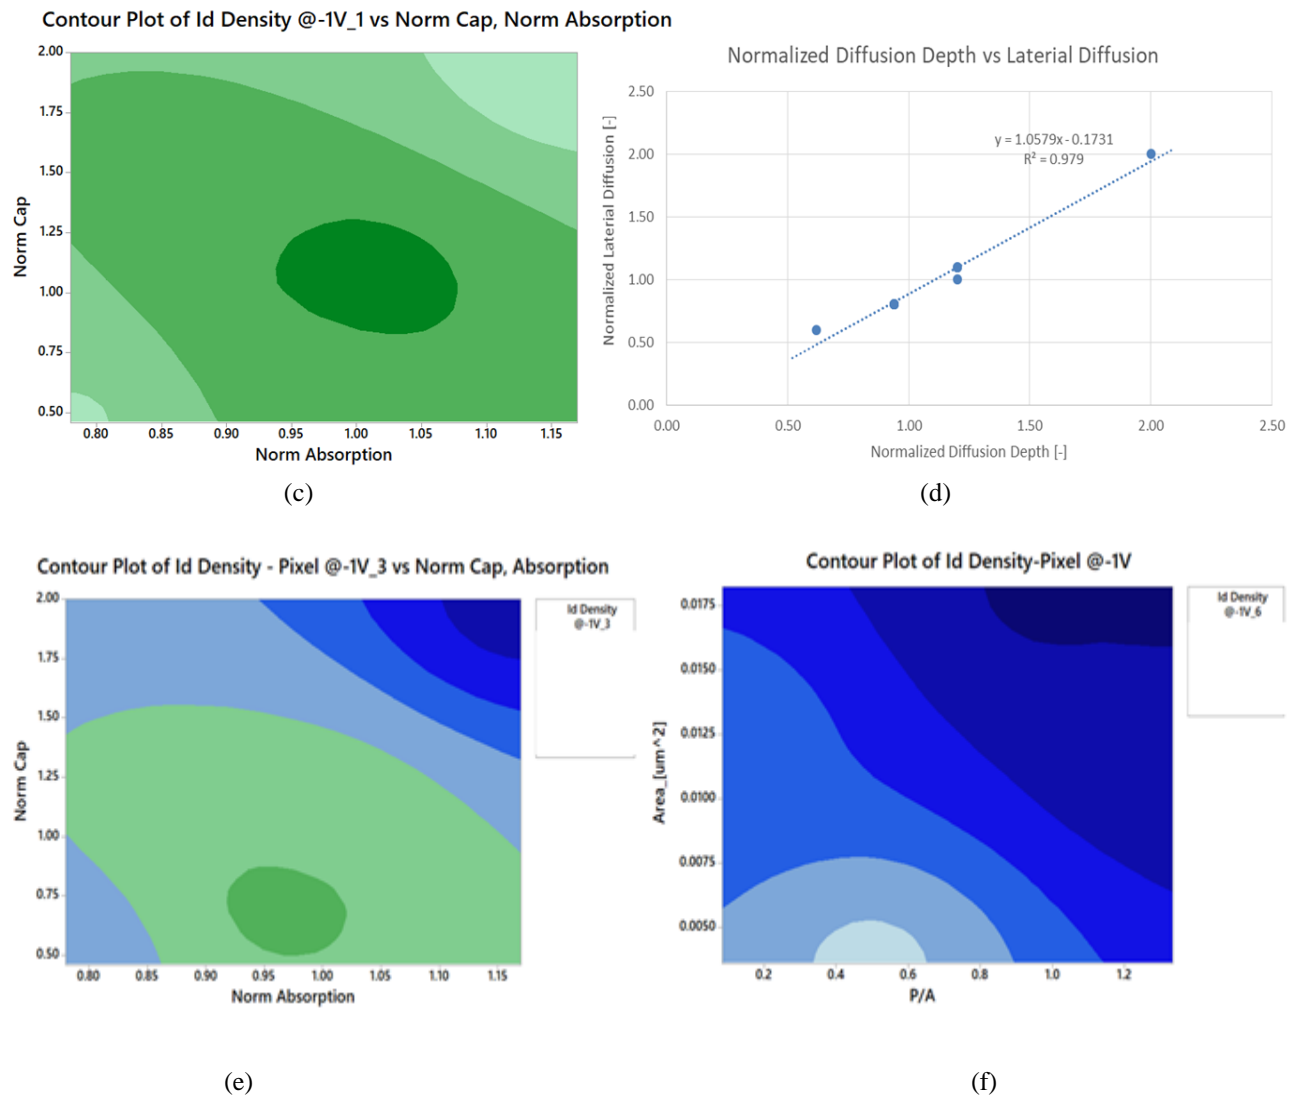 Contour Plot of Id Density @-1V_1 vs Norm Cap, Norm Absorption
2.00
1.75
1.50
1.25
1.00
0.75
0.50
Norm Cap
0.80 0.85 0.90 0.95 1.00 1.05 1.10 1.15
Norm Absorption
(c)
Normalized Diffusion Depth vs Laterial Diffusion
2.50
2.00
1.50
1.00
0.50
0.00
Normalized Laterial Diffusion [-]
y = 1.0579x - 0.1731
R² = 0.979
0.00 0.50 1.00 1.50 2.00 2.50
Normalized Diffusion Depth [-]
(d)
Contour Plot of Id Density - Pixel @-1V_3 vs Norm Cap, Absorption
2.00
1.75
1.50
1.25
1.00
0.75
0.50
Norm Cap
0.80 0.85 0.90 0.95 1.00 1.05 1.10 1.15
Norm Absorption
Id Density
@-1V_3
(e)
Contour Plot of Id Density-Pixel @-1V
0.0175
0.0150
0.0125
0.0100
0.0075
0.0050
Area_[um^2]
0.2 0.4 0.6 0.8 1.0 1.2
P/A
Id Density
@-1V_6
(f)